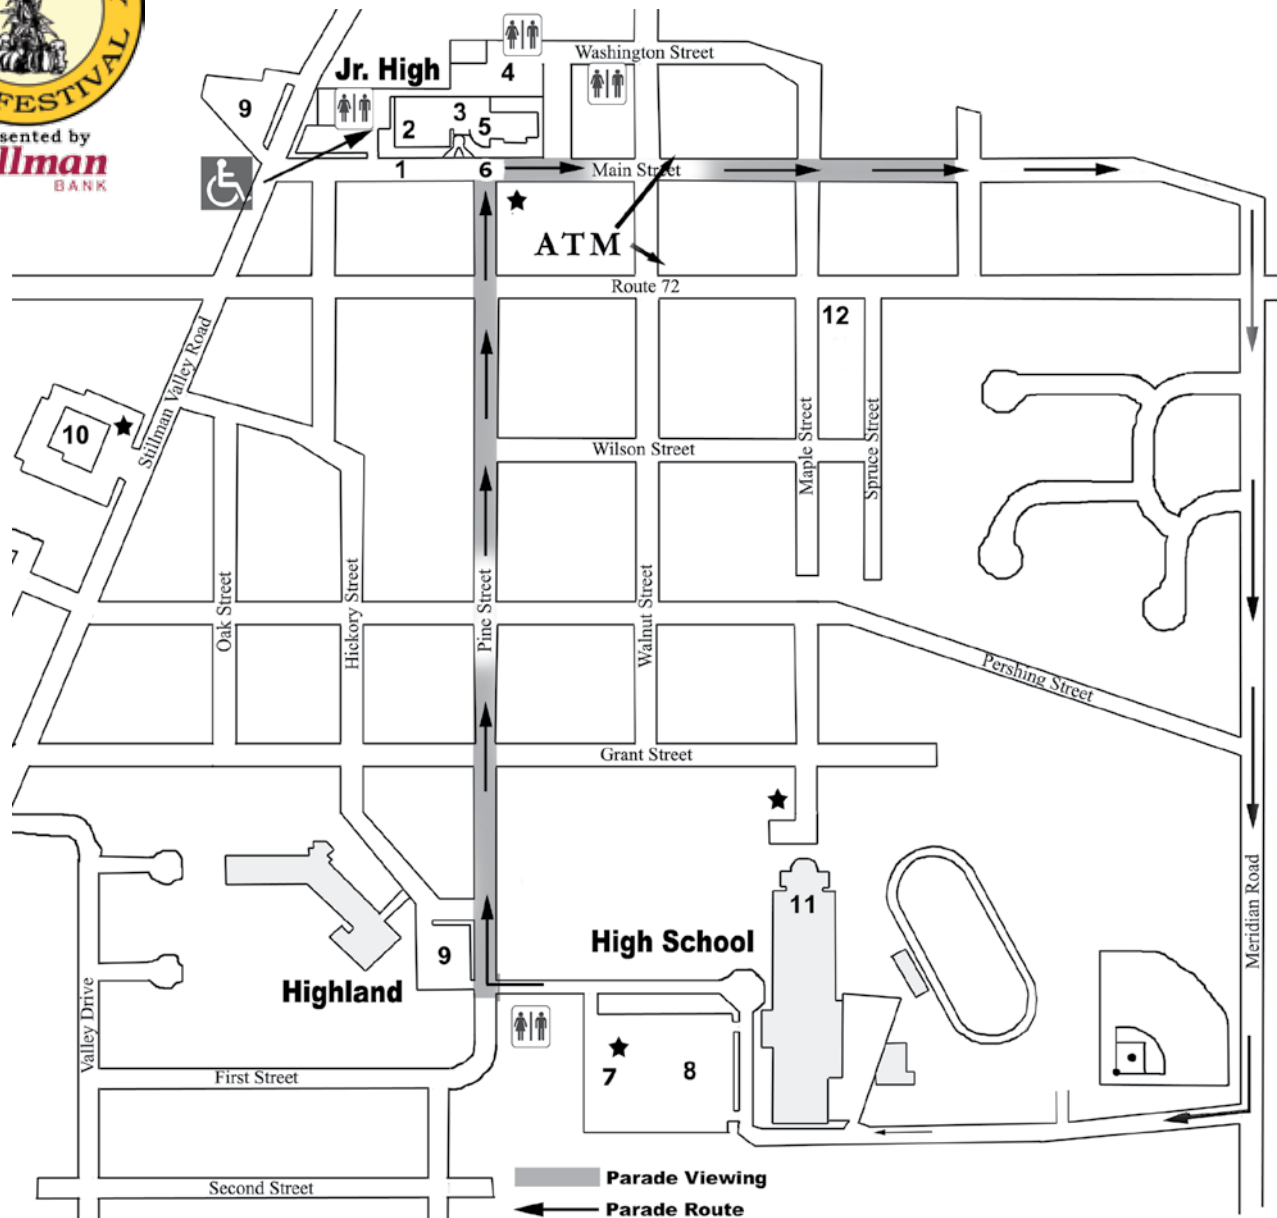 FESTIVAL
sented by
llman
BANK
Washington Street
Jr. High
4
9
3
2
5
1
6
Main Street
ATM
Route 72
12
Stillman Valley Road
10
Wilson Street
Maple Street
Spruce Street
Oak Street
Hickory Street
Pine Street
Walnut Street
Pershing Street
Grant Street
11
High School
Meridian Road
9
Highland
Valley Drive
7
8
First Street
Second Street
Parade Viewing
Parade Route